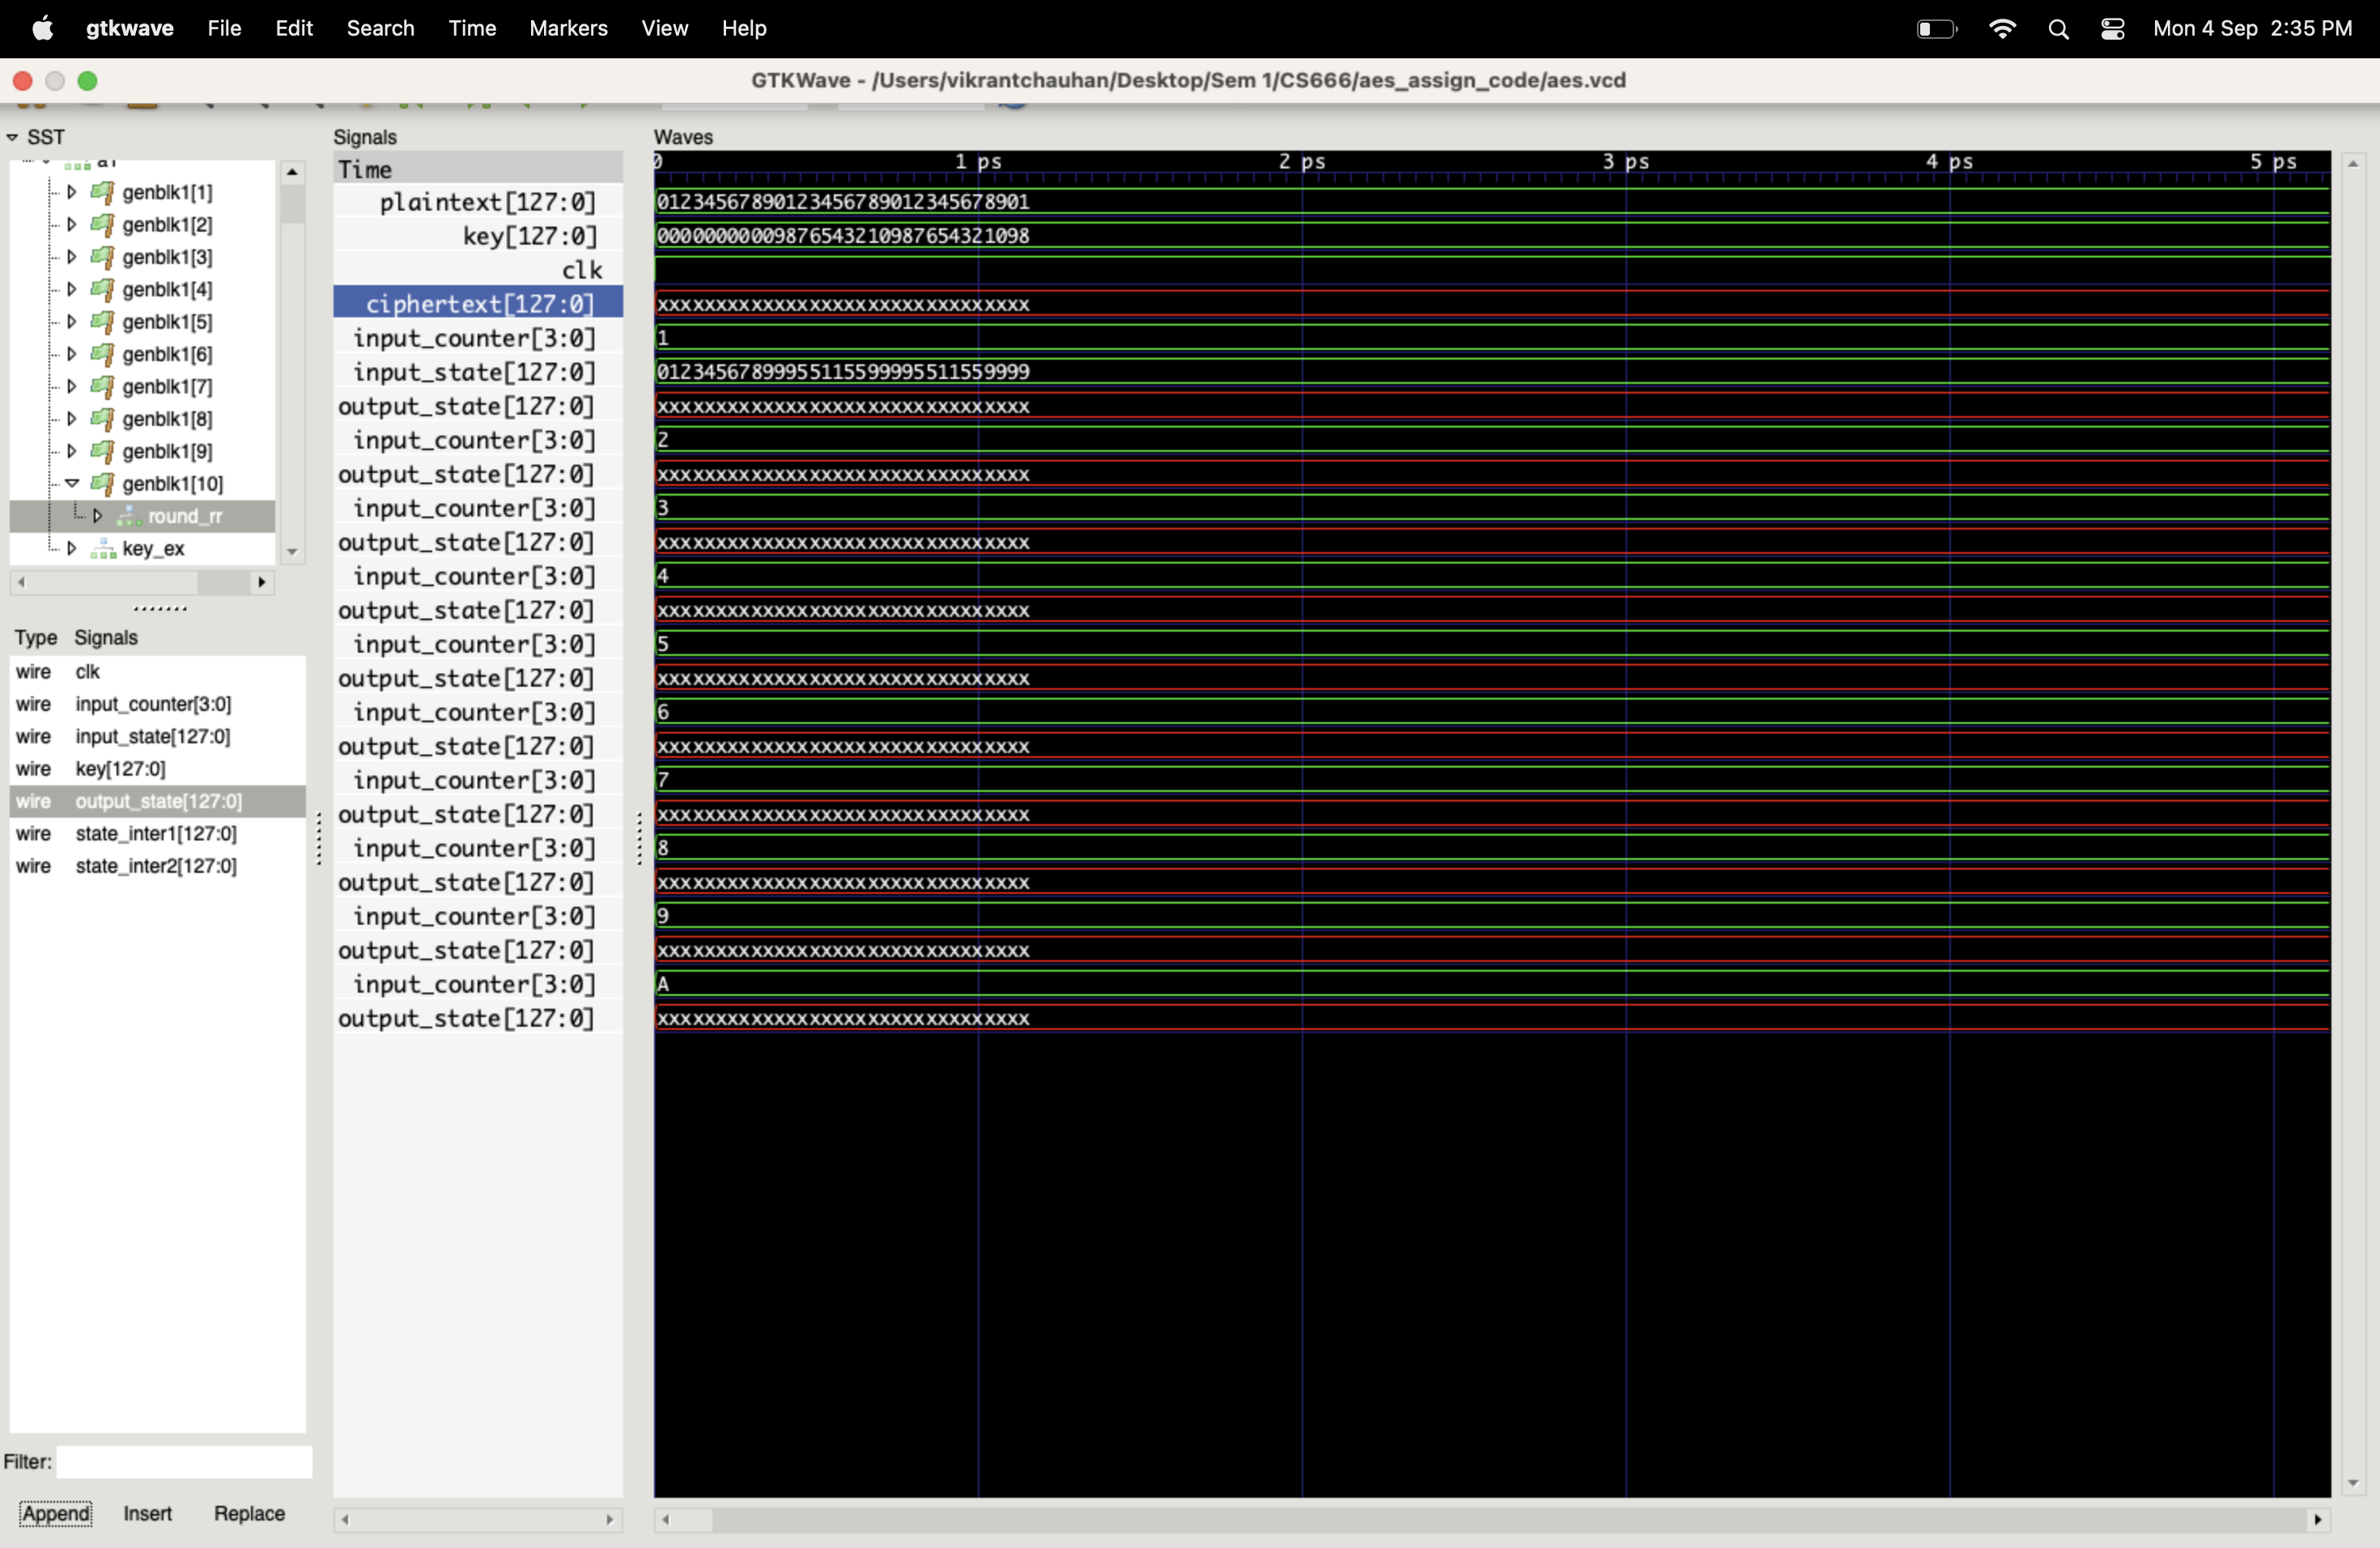 gtkwave File Edit Search Time Markers View Help Mon 4 Sep 2:35 PM
GTKWave - /Users/vikrantchauhan/Desktop/Sem 1/CS666/aes_assign_code/aes.vcd
SST
a1
genblk1[1]
genblk1[2]
genblk1[3]
genblk1[4]
genblk1[5]
genblk1[6]
genblk1[7]
genblk1[8]
genblk1[9]
genblk1[10]
round_rr
key_ex
Type Signals
wire clk
wire input_counter[3:0]
wire input_state[127:0]
wire key[127:0]
wire output_state[127:0]
wire state_inter1[127:0]
wire state_inter2[127:0]
Filter:
Append Insert Replace
Signals
Time
plaintext[127:0]
key[127:0]
clk
ciphertext[127:0]
input_counter[3:0]
input_state[127:0]
output_state[127:0]
input_counter[3:0]
output_state[127:0]
input_counter[3:0]
output_state[127:0]
input_counter[3:0]
output_state[127:0]
input_counter[3:0]
output_state[127:0]
input_counter[3:0]
output_state[127:0]
input_counter[3:0]
output_state[127:0]
input_counter[3:0]
output_state[127:0]
input_counter[3:0]
output_state[127:0]
input_counter[3:0]
output_state[127:0]
Waves
0 1 ps 2 ps 3 ps 4 ps 5 ps
01234567890123456789012345678901
00000000009876543210987654321098
xxxxxxxxxxxxxxxxxxxxxxxxxxxxxxxx
1
01234567899955115599995511559999
xxxxxxxxxxxxxxxxxxxxxxxxxxxxxxxx
2
xxxxxxxxxxxxxxxxxxxxxxxxxxxxxxxx
3
xxxxxxxxxxxxxxxxxxxxxxxxxxxxxxxx
4
xxxxxxxxxxxxxxxxxxxxxxxxxxxxxxxx
5
xxxxxxxxxxxxxxxxxxxxxxxxxxxxxxxx
6
xxxxxxxxxxxxxxxxxxxxxxxxxxxxxxxx
7
xxxxxxxxxxxxxxxxxxxxxxxxxxxxxxxx
8
xxxxxxxxxxxxxxxxxxxxxxxxxxxxxxxx
9
xxxxxxxxxxxxxxxxxxxxxxxxxxxxxxxx
A
xxxxxxxxxxxxxxxxxxxxxxxxxxxxxxxx